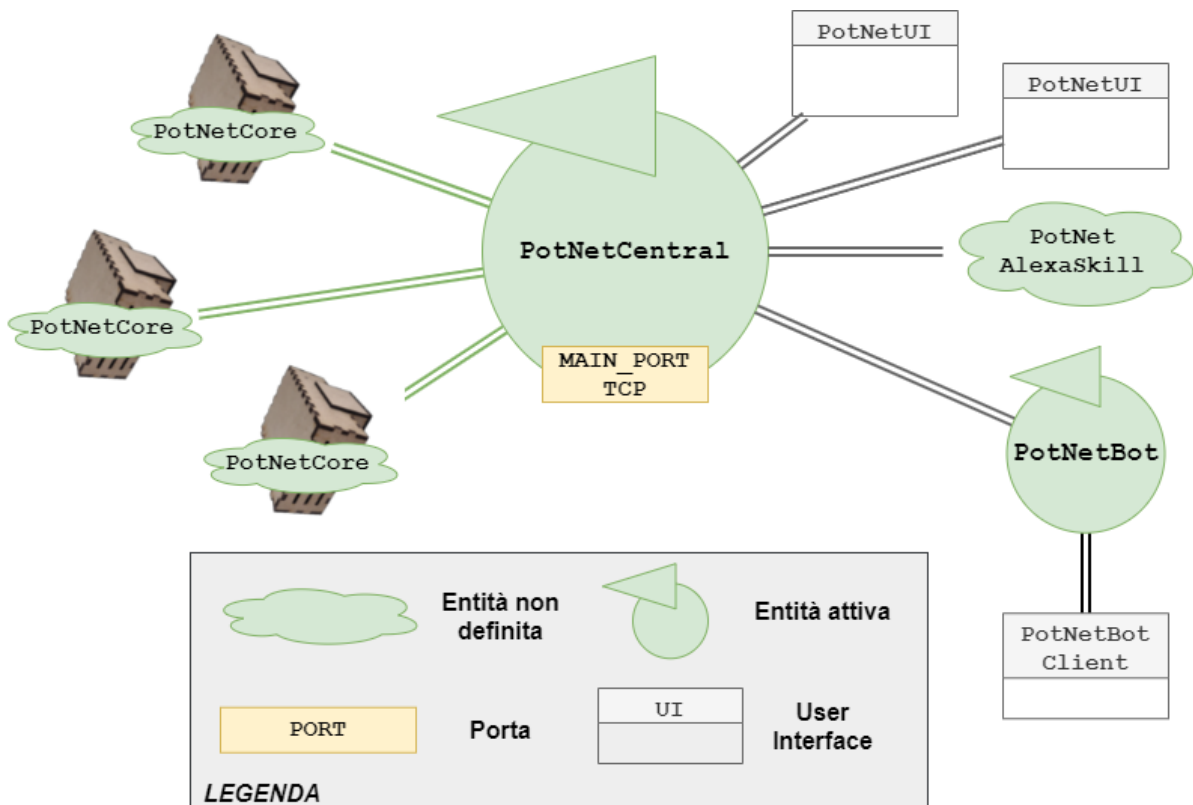 PotNetUI
PotNetUI
PotNetCore
PotNetCentral
PotNet
AlexaSkill
PotNetCore
MAIN_PORT
TCP
PotNetCore
PotNetBot
Entità non
definita
Entità attiva
PotNetBot
Client
PORT
Porta
UI
User
Interface
LEGENDA